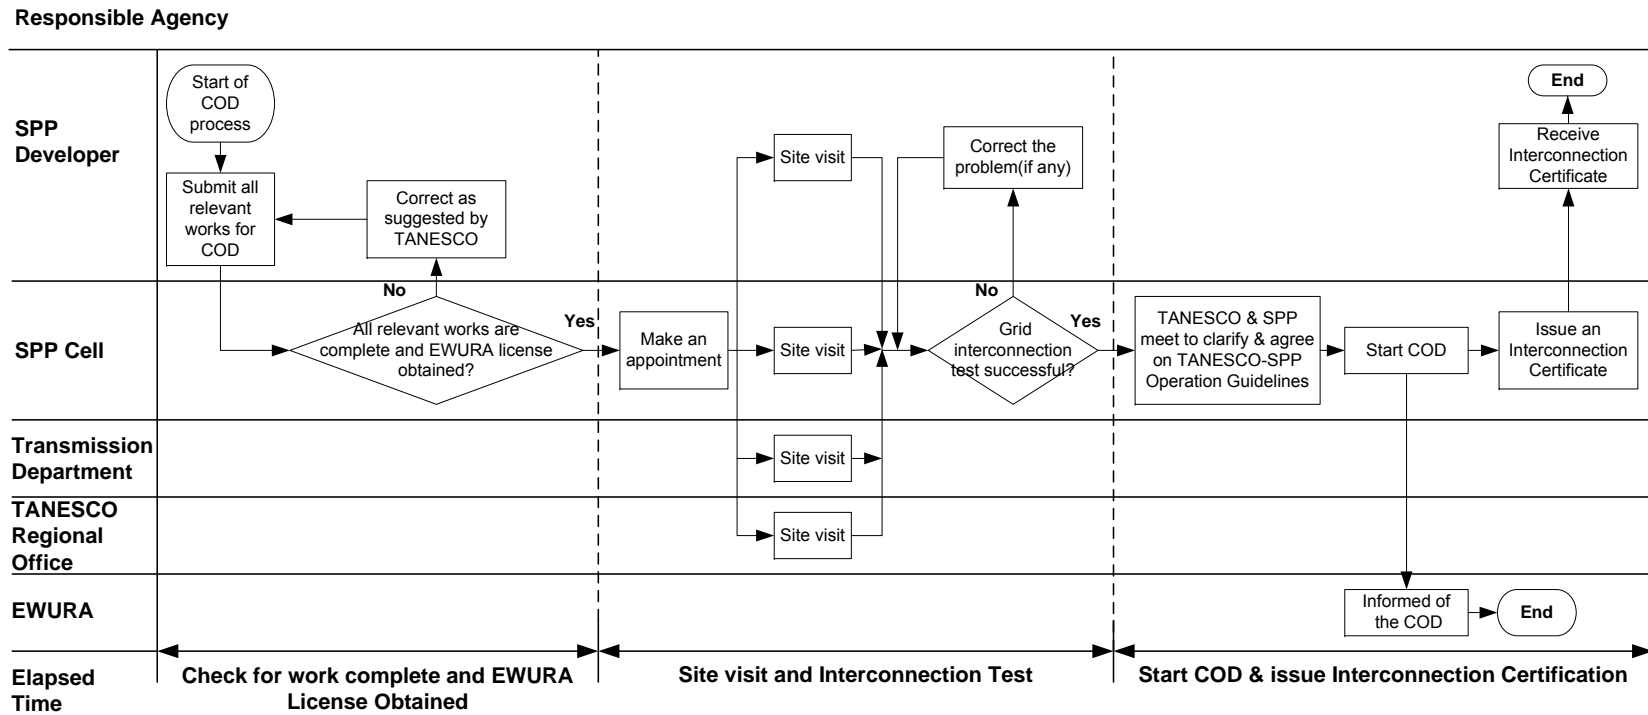 Responsible Agency
SPP
Developer
Start of
COD
process
Submit all
relevant
works for
COD
Correct as
suggested by
TANESCO
Site visit
Correct the
problem(if any)
End
Receive
Interconnection
Certificate
SPP Cell
No
All relevant works are
complete and EWURA license
obtained?
Yes
Make an
appointment
Site visit
No
Grid
interconnection
test successful?
Yes
TANESCO & SPP
meet to clarify & agree
on TANESCO-SPP
Operation Guidelines
Start COD
Issue an
Interconnection
Certificate
Transmission
Department
Site visit
TANESCO
Regional
Office
Site visit
EWURA
Informed of
the COD
End
Elapsed
Time
Check for work complete and EWURA
License Obtained
Site visit and Interconnection Test
Start COD & issue Interconnection Certification